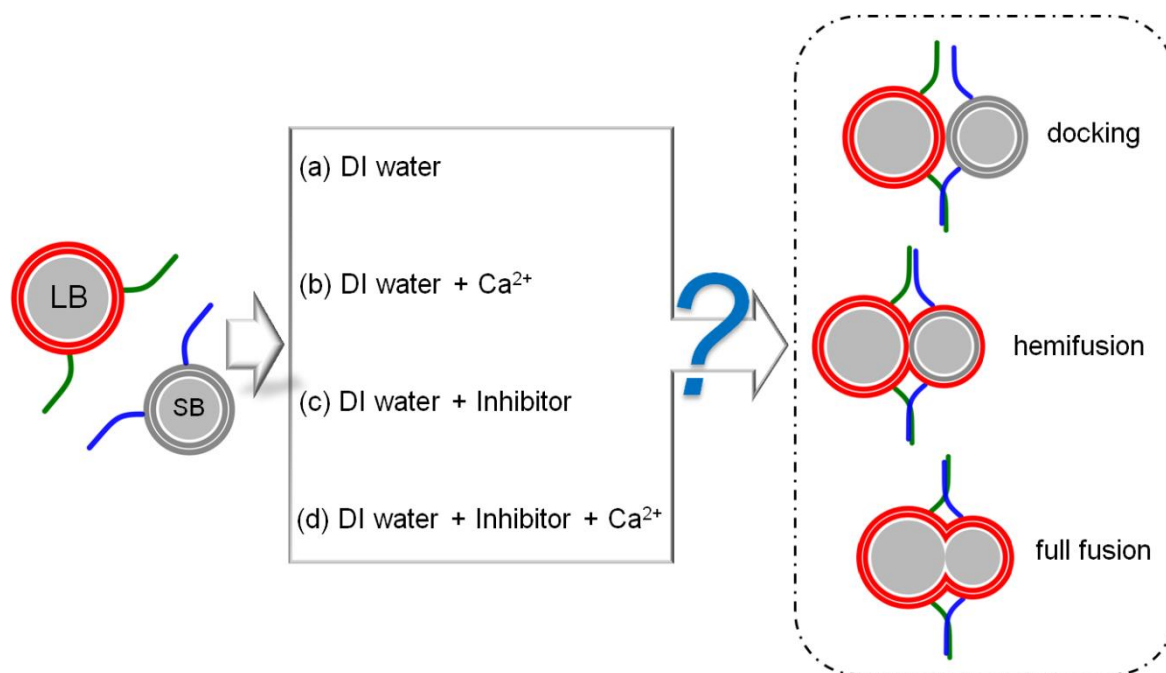 LB
SB
(a) DI water
(b) DI water + Ca²⁺
(c) DI water + Inhibitor
(d) DI water + Inhibitor + Ca²⁺
?
docking
hemifusion
full fusion